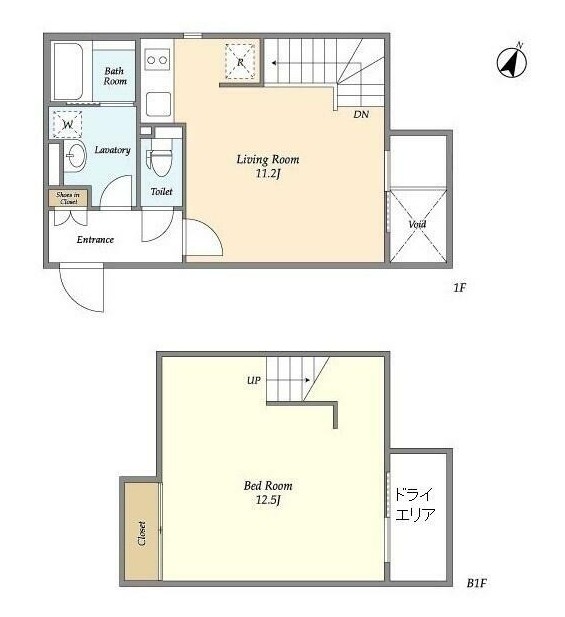 N
Bath
Room
R
W
Lavatory
DN
Living Room
11.2J
Toilet
Shoes in
Closet
Void
Entrance
1F
UP
Bed Room
12.5J
ドライ
エリア
Closet
B1F